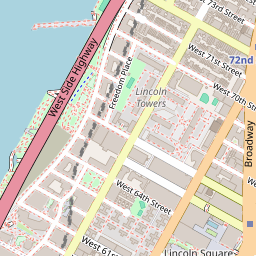 West 73rd Street
West 71st Street
72nd
West 70th Street
Freedom Place
West Side Highway
Lincoln
Towers
Broadway
West 64th Street
West 61st
Lincoln Square